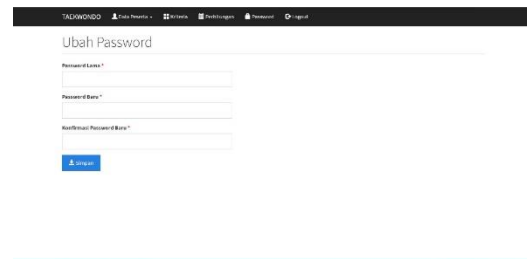 TAEKWONDO Data Peserta Kriteria Perhitungan Password Logout
Ubah Password
Password Lama *
Password Baru *
Konfirmasi Password Baru *
Simpan